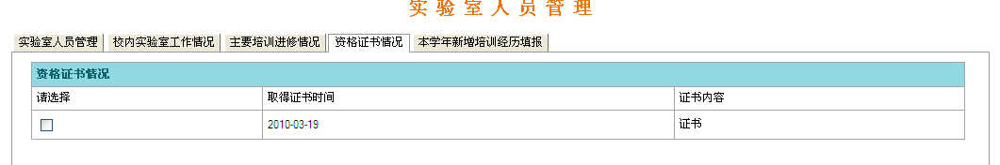 实验室人员管理
实验室人员管理 校内实验室工作情况 主要培训进修情况 资格证书情况 本学年新增培训经历填报
资格证书情况
请选择 取得证书时间 证书内容
2010-03-19 证书